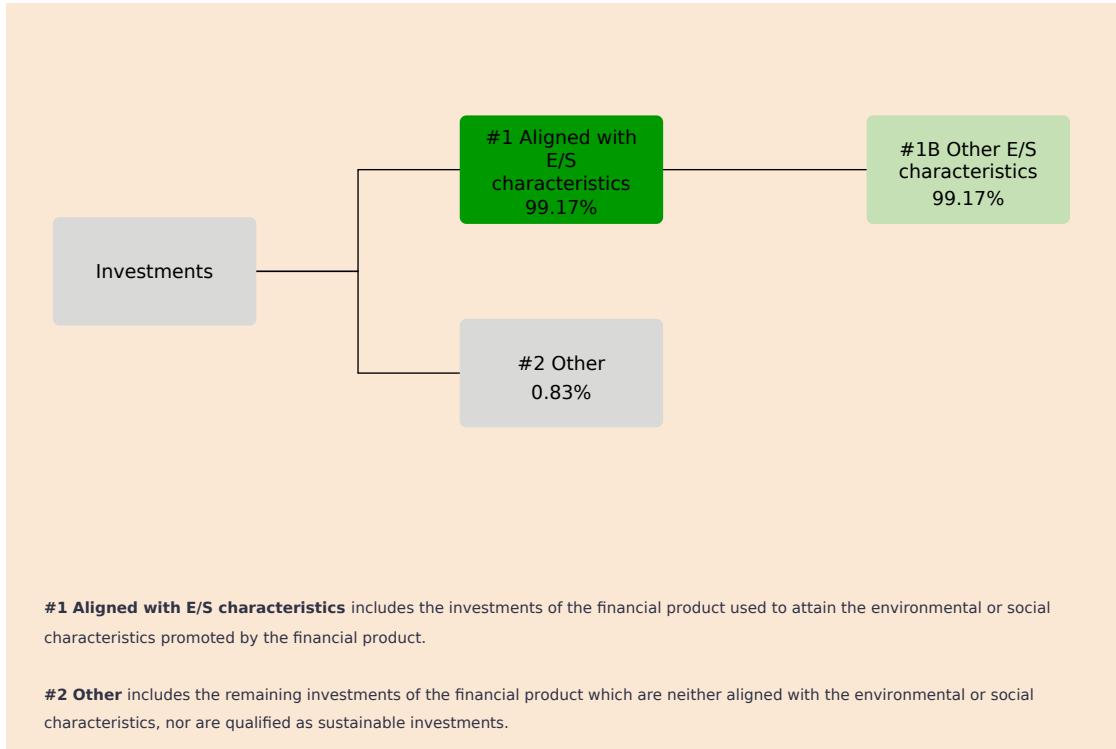 #1 Aligned with
E/S
characteristics
99.17%
#1B Other E/S
characteristics
99.17%
Investments
#2 Other
0.83%
#1 Aligned with E/S characteristics includes the investments of the financial product used to attain the environmental or social
characteristics promoted by the financial product.
#2 Other includes the remaining investments of the financial product which are neither aligned with the environmental or social
characteristics, nor are qualified as sustainable investments.